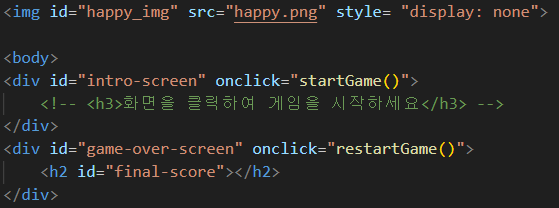 <img id="happy_img" src="happy.png" style= "display: none">
<body>
<div id="intro-screen" onclick="startGame()">
<!-- <h3>화면을 클릭하여 게임을 시작하세요</h3> -->
</div>
<div id="game-over-screen" onclick="restartGame()">
<h2 id="final-score"></h2>
</div>